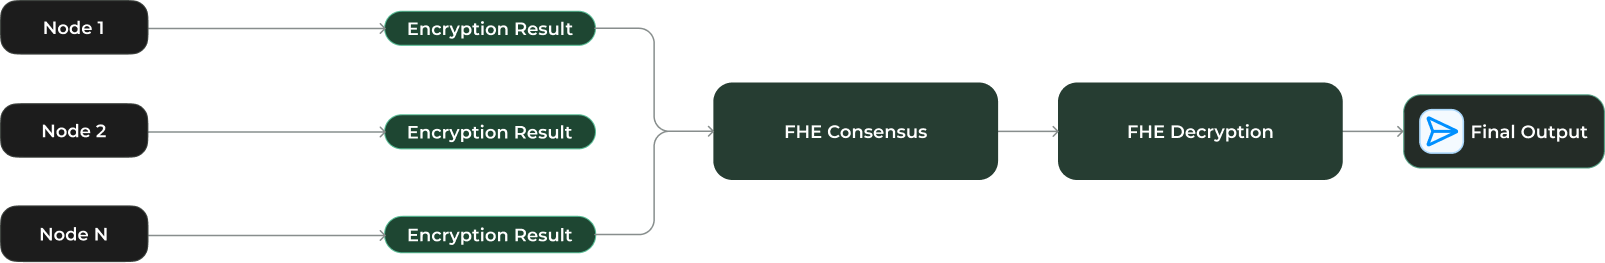 Node 1
Encryption Result
Node 2
Encryption Result
FHE Consensus
FHE Decryption
Final Output
Node N
Encryption Result